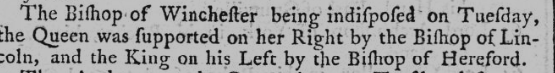 The Biſhop of Wincheſter being indiſpoſed on Tueſday,
the Queen was ſupported on her Right by the Biſhop of Lin-
coln, and the King on his Left by the Biſhop of Hereford.